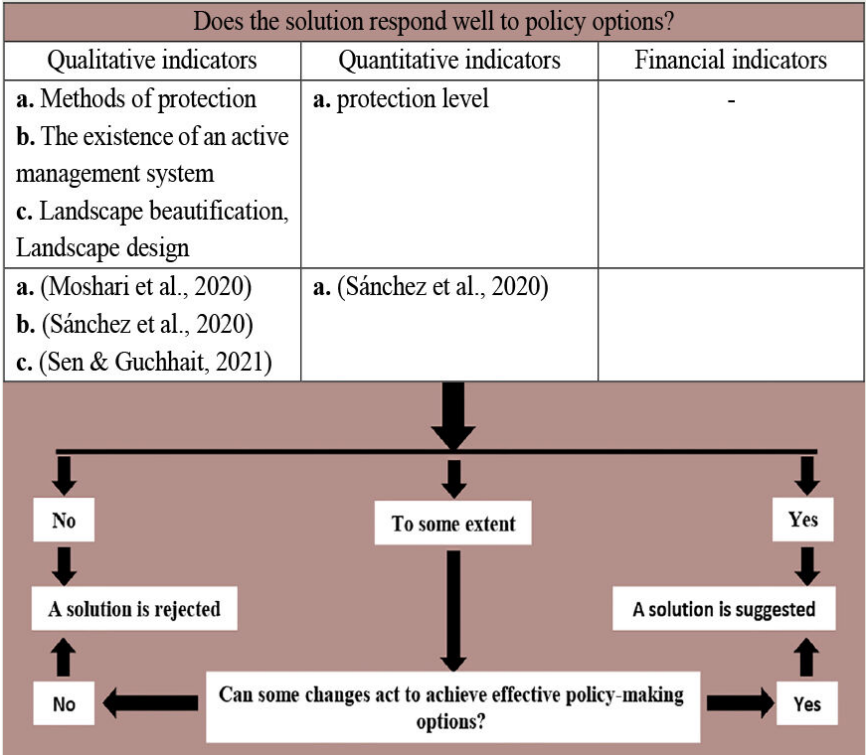 Does the solution respond well to policy options?
Qualitative indicators
Quantitative indicators
Financial indicators
a. Methods of protection
b. The existence of an active
management system
c. Landscape beautification,
Landscape design
a. protection level
-
a. (Moshari et al., 2020)
b. (Sánchez et al., 2020)
c. (Sen & Guchhait, 2021)
a. (Sánchez et al., 2020)
No
To some extent
Yes
A solution is rejected
A solution is suggested
No
Can some changes act to achieve effective policy-making
options?
Yes